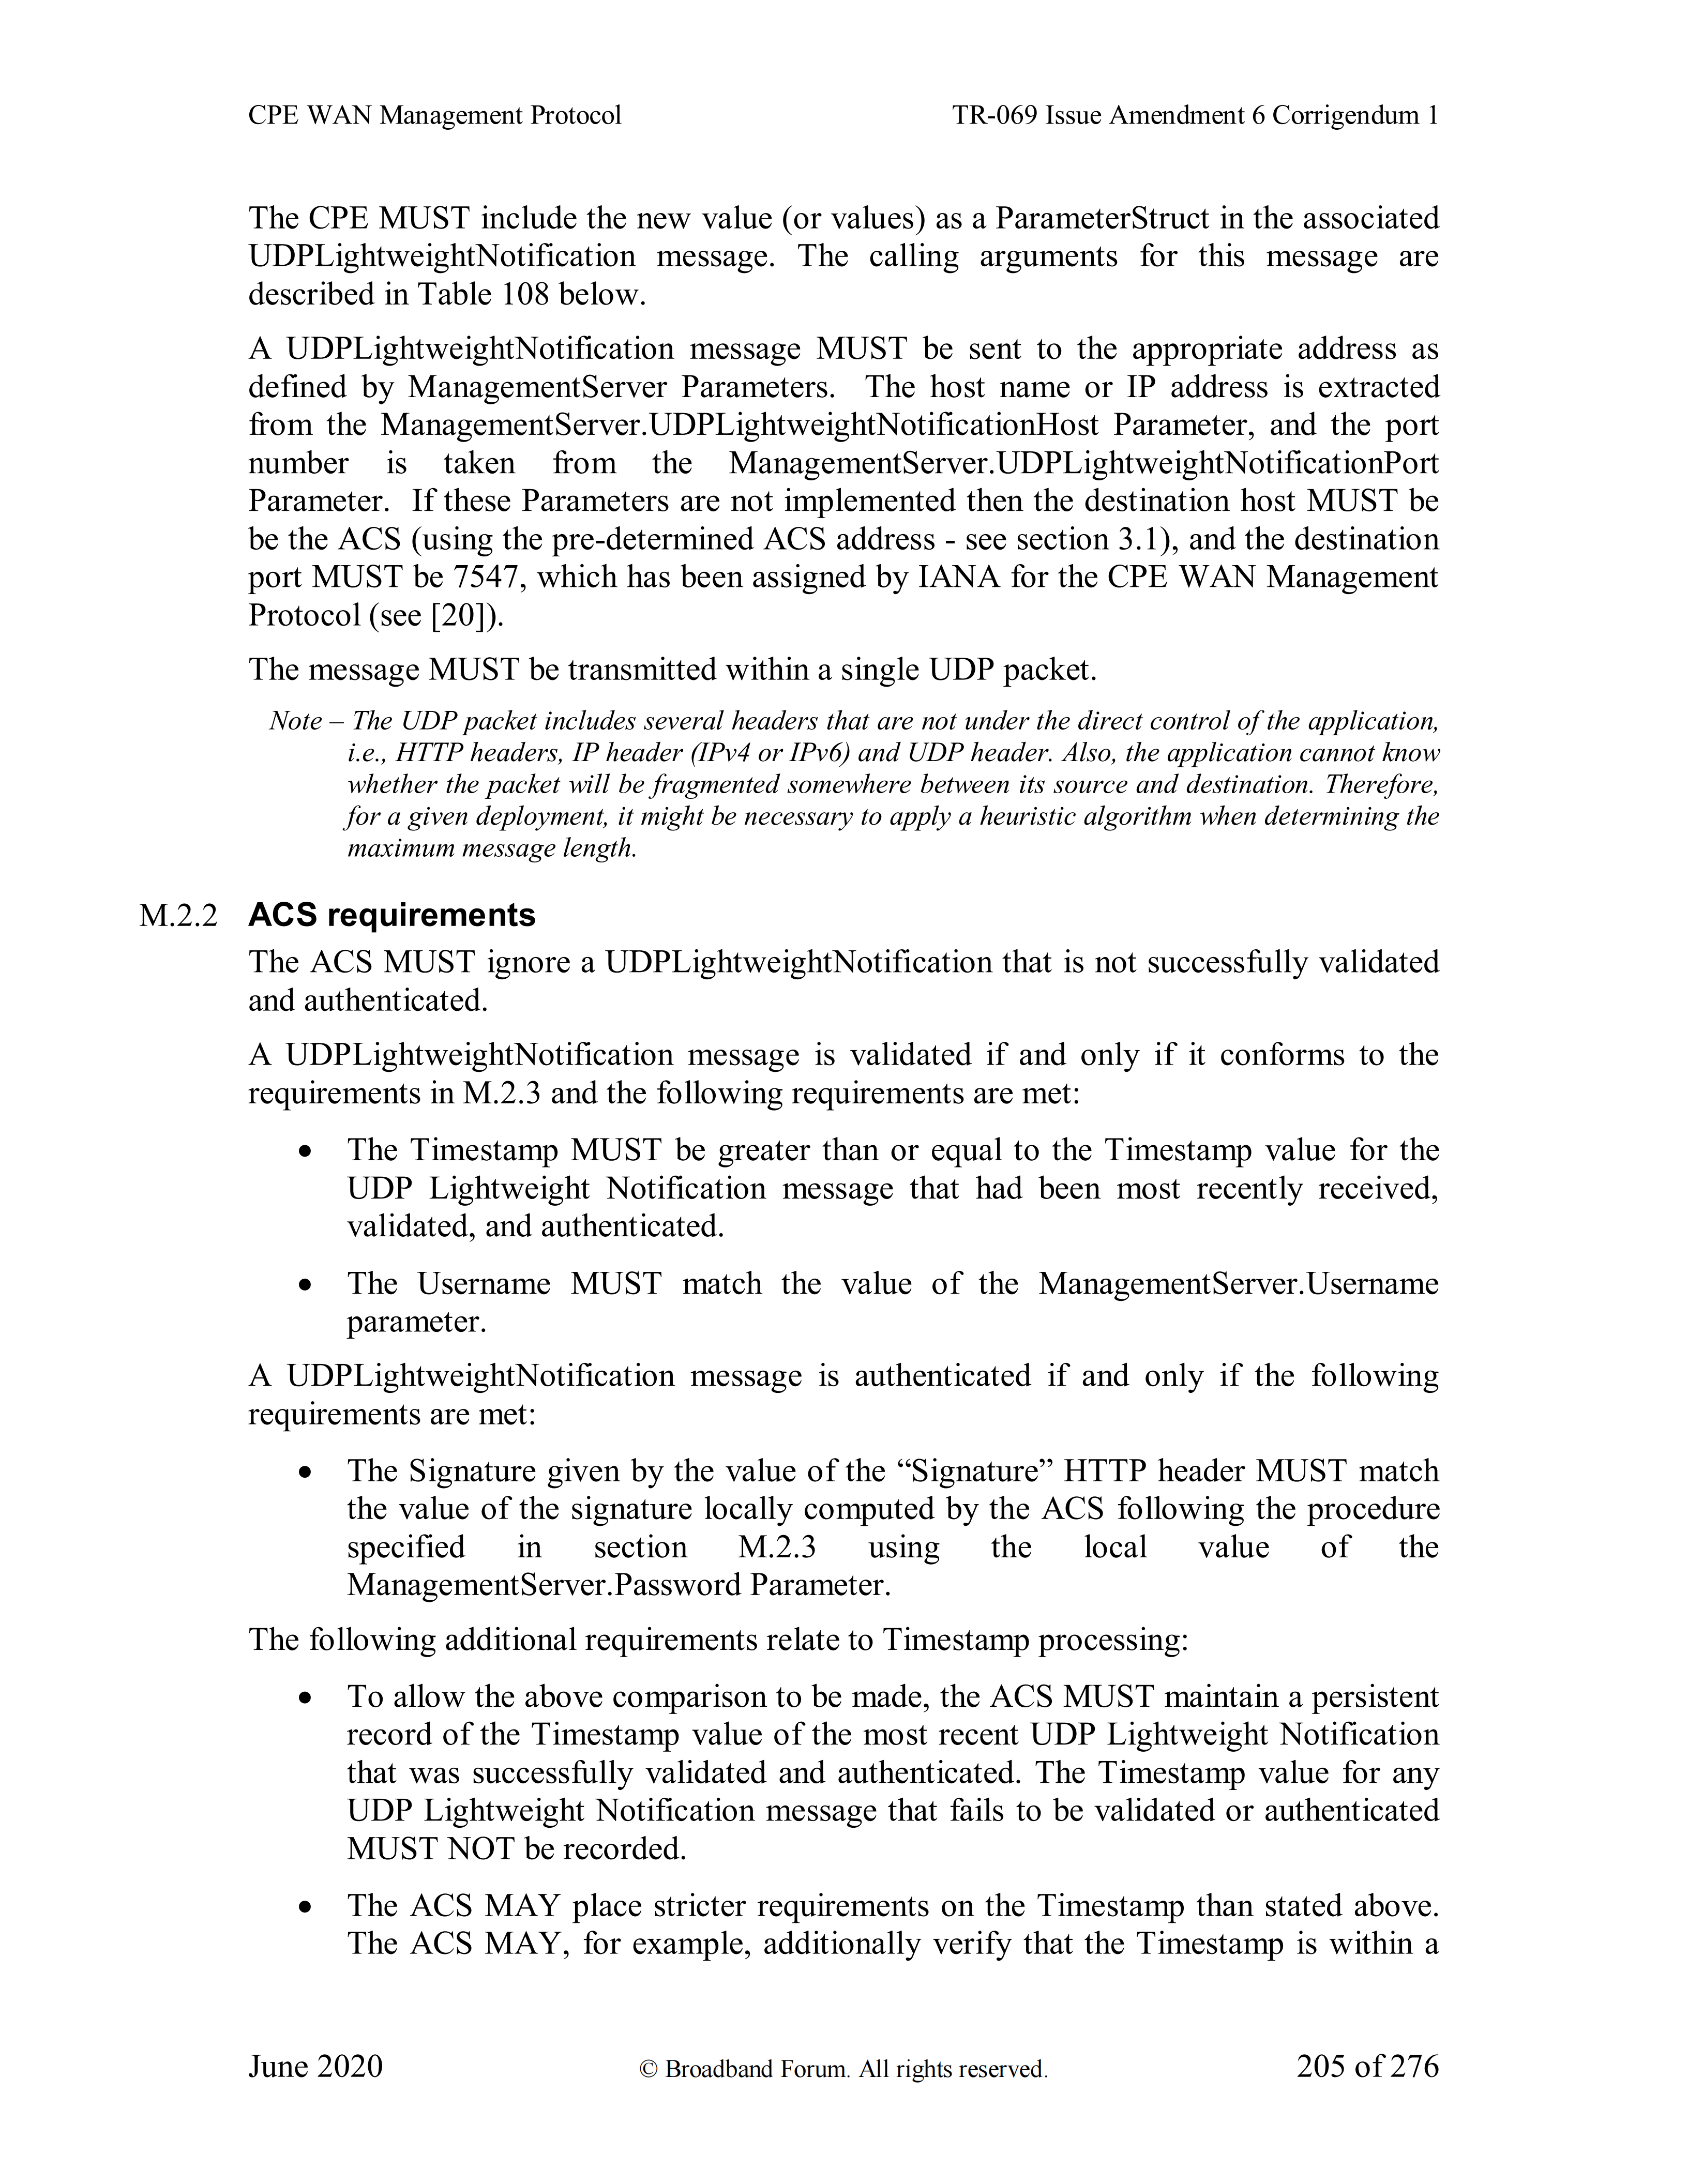 CPE WAN Management Protocol TR-069 Issue Amendment 6 Corrigendum 1
The CPE MUST include the new value (or values) as a ParameterStruct in the associated
UDPLightweightNotification message. The calling arguments for this message are
described in Table 108 below.
A UDPLightweightNotification message MUST be sent to the appropriate address as
defined by ManagementServer Parameters. The host name or IP address is extracted
from the ManagementServer.UDPLightweightNotificationHost Parameter, and the port
number is taken from the ManagementServer.UDPLightweightNotificationPort
Parameter. If these Parameters are not implemented then the destination host MUST be
be the ACS (using the pre-determined ACS address - see section 3.1), and the destination
port MUST be 7547, which has been assigned by IANA for the CPE WAN Management
Protocol (see [20]).
The message MUST be transmitted within a single UDP packet.
Note – The UDP packet includes several headers that are not under the direct control of the application,
i.e., HTTP headers, IP header (IPv4 or IPv6) and UDP header. Also, the application cannot know
whether the packet will be fragmented somewhere between its source and destination. Therefore,
for a given deployment, it might be necessary to apply a heuristic algorithm when determining the
maximum message length.
M.2.2 ACS requirements
The ACS MUST ignore a UDPLightweightNotification that is not successfully validated
and authenticated.
A UDPLightweightNotification message is validated if and only if it conforms to the
requirements in M.2.3 and the following requirements are met:
• The Timestamp MUST be greater than or equal to the Timestamp value for the
UDP Lightweight Notification message that had been most recently received,
validated, and authenticated.
• The Username MUST match the value of the ManagementServer.Username
parameter.
A UDPLightweightNotification message is authenticated if and only if the following
requirements are met:
• The Signature given by the value of the “Signature” HTTP header MUST match
the value of the signature locally computed by the ACS following the procedure
specified in section M.2.3 using the local value of the
ManagementServer.Password Parameter.
The following additional requirements relate to Timestamp processing:
• To allow the above comparison to be made, the ACS MUST maintain a persistent
record of the Timestamp value of the most recent UDP Lightweight Notification
that was successfully validated and authenticated. The Timestamp value for any
UDP Lightweight Notification message that fails to be validated or authenticated
MUST NOT be recorded.
• The ACS MAY place stricter requirements on the Timestamp than stated above.
The ACS MAY, for example, additionally verify that the Timestamp is within a
June 2020 © Broadband Forum. All rights reserved. 205 of 276